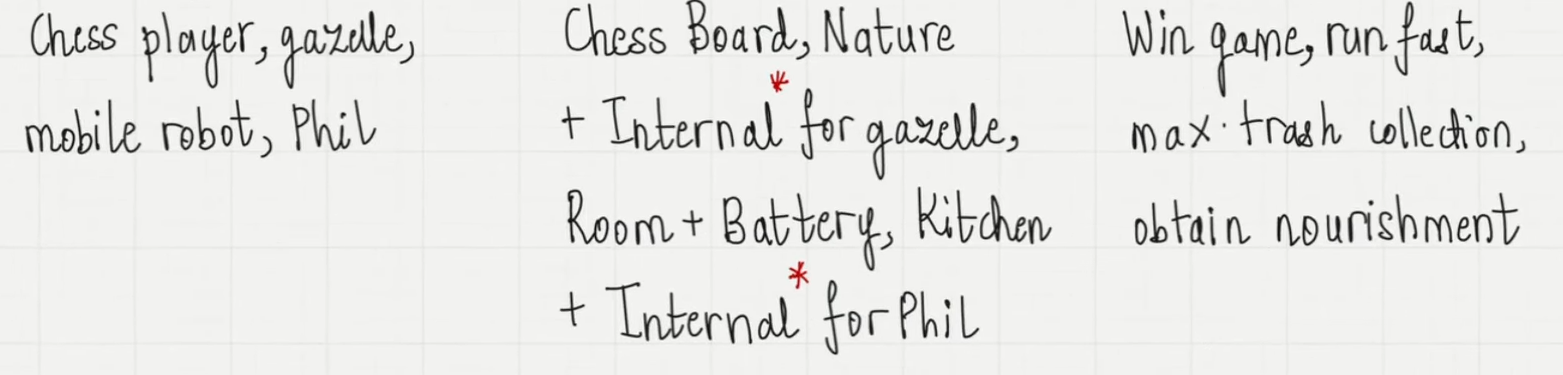 Chess player, gazelle,
mobile robot, Phil
Chess Board, Nature
+ Internal* for gazelle,
Room + Battery, Kitchen
+ Internal* for Phil
Win game, run fast,
max. trash collection,
obtain nourishment